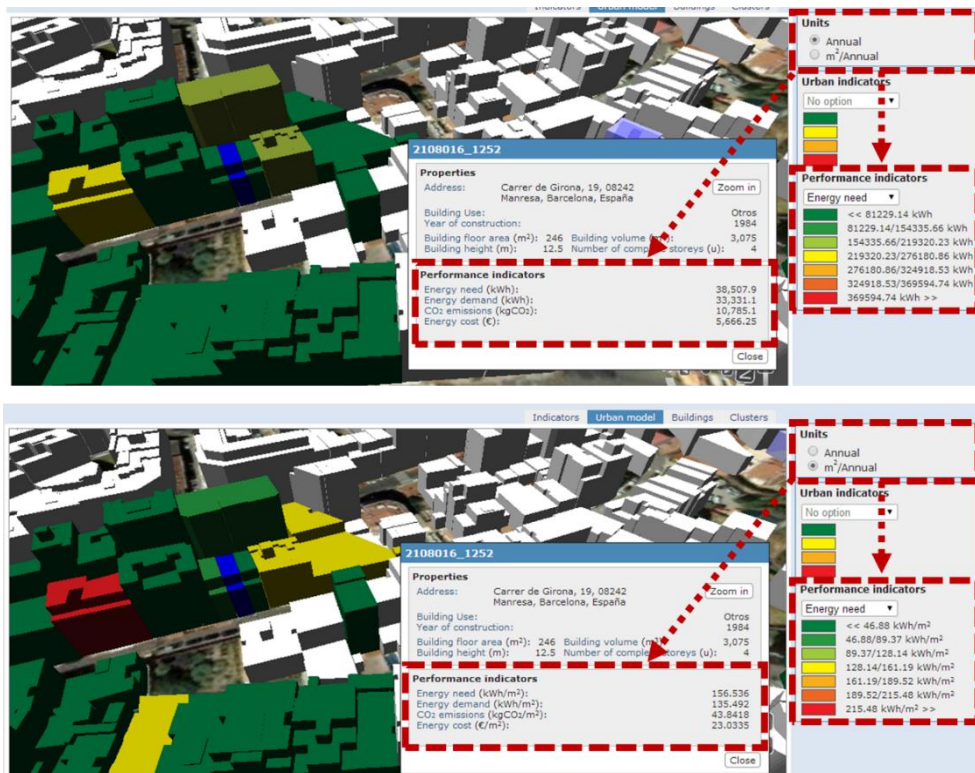 Indicators Urban model Buildings Clusters
Units
Annual
m²/Annual
Urban indicators
No option
Performance indicators
Energy need
<< 81229.14 kWh
81229.14/154335.66 kWh
154335.66/219320.23 kWh
219320.23/276180.86 kWh
276180.86/324918.53 kWh
324918.53/369594.74 kWh
369594.74 kWh >>
2108016_1252
Properties
Address: Carrer de Girona, 19, 08242 Zoom in
Manresa, Barcelona, España
Building Use: Otros
Year of construction: 1984
Building floor area (m²): 246 Building volume 3,075
Building height (m): 12.5 Number of storeys (u): 4
Performance indicators
Energy need (kWh): 38,507.9
Energy demand (kWh): 33,331.1
CO₂ emissions (kgCO₂): 10,785.1
Energy cost (€): 5,666.25
Close
Indicators Urban model Buildings Clusters
Units
Annual
m²/Annual
Urban indicators
No option
Performance indicators
Energy need
<< 46.88 kWh/m²
46.88/89.37 kWh/m²
89.37/128.14 kWh/m²
128.14/161.19 kWh/m²
161.19/189.52 kWh/m²
189.52/215.48 kWh/m²
215.48 kWh/m² >>
2108016_1252
Properties
Address: Carrer de Girona, 19, 08242 Zoom in
Manresa, Barcelona, España
Building Use: Otros
Year of construction: 1984
Building floor area (m²): 246 Building volume 3,075
Building height (m): 12.5 Number of storeys (u): 4
Performance indicators
Energy need (kWh/m²): 156.536
Energy demand (kWh/m²): 135.492
CO₂ emissions (kgCO₂/m²): 43.8418
Energy cost (€/m²): 23.0335
Close